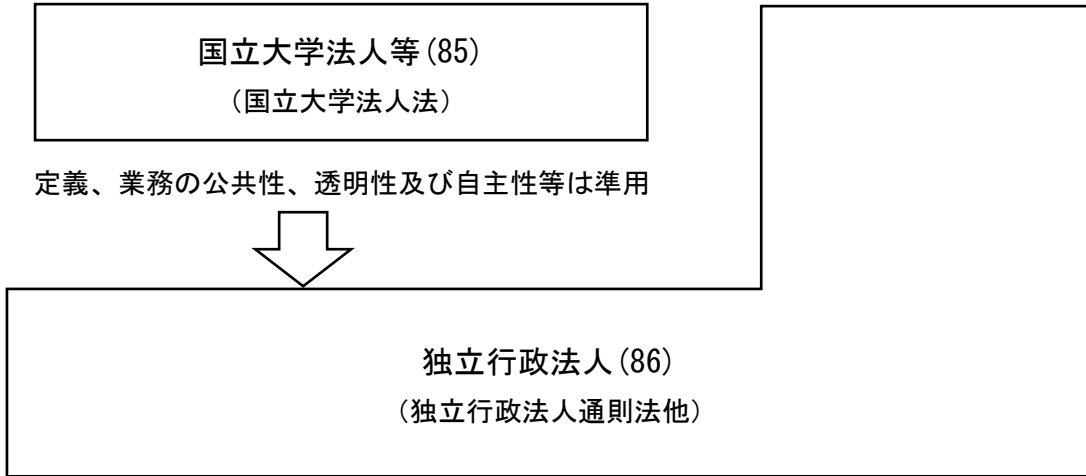 国立大学法人等(85)
（国立大学法人法）
定義、業務の公共性、透明性及び自主性等は準用
独立行政法人(86)
（独立行政法人通則法他）